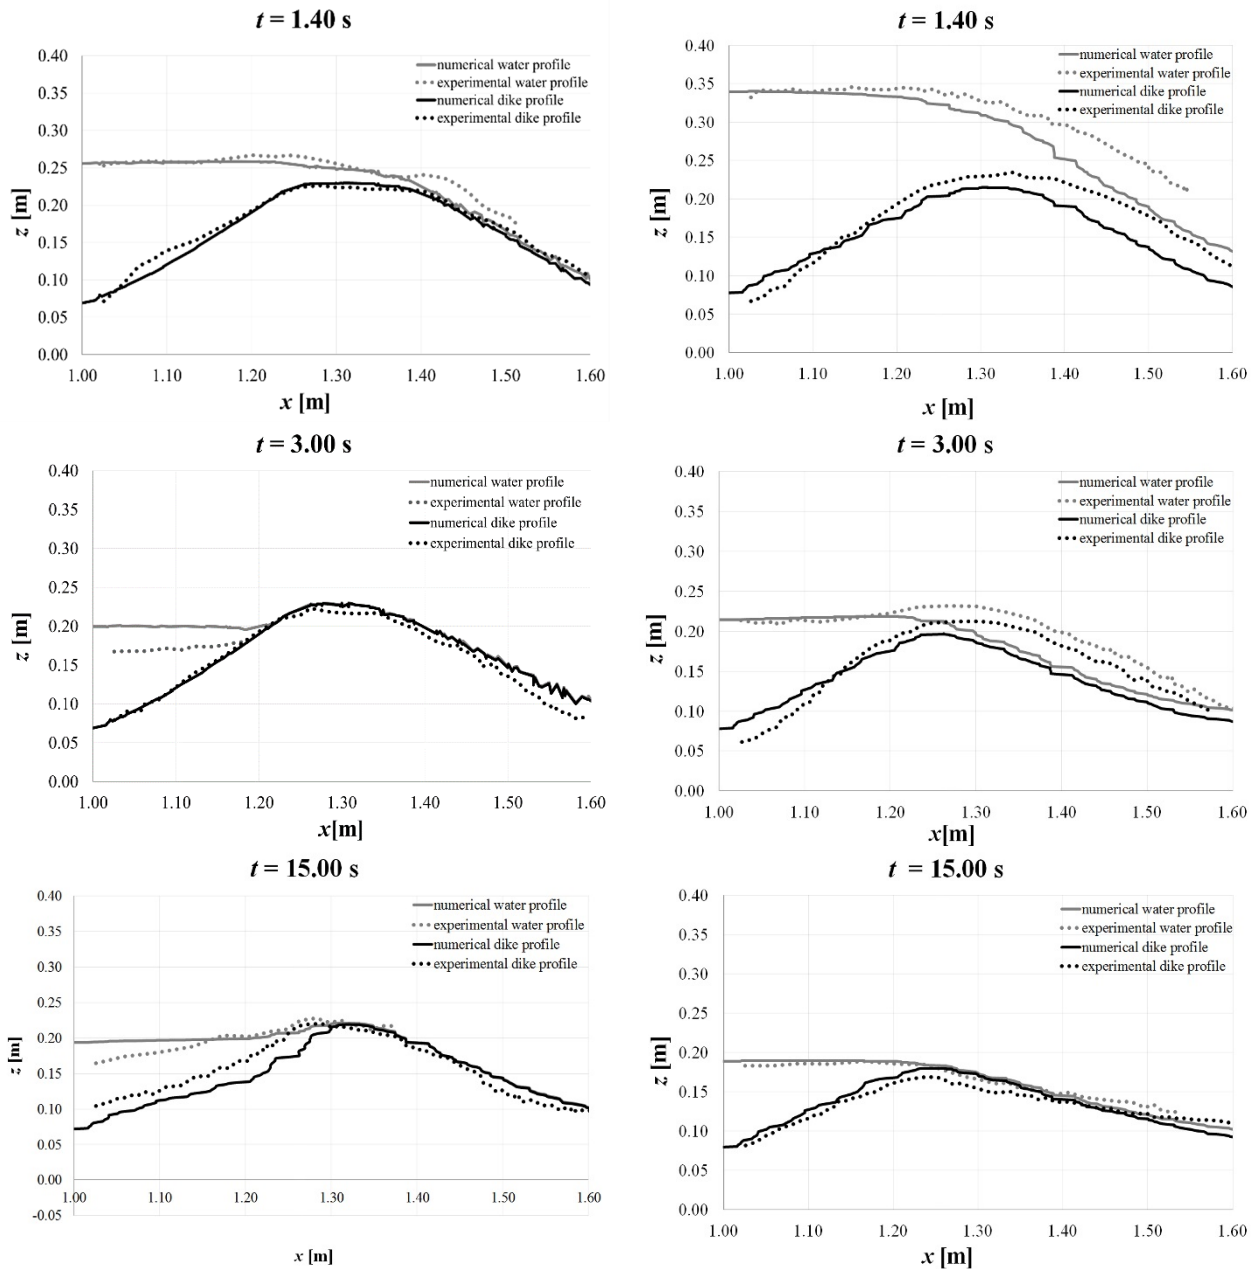 t = 1.40 s
numerical water profile
experimental water profile
numerical dike profile
experimental dike profile
0.40
0.35
0.30
0.25
0.20
0.15
0.10
0.05
0.00
z [m]
1.00 1.10 1.20 1.30 1.40 1.50 1.60
x [m]
t = 1.40 s
numerical water profile
experimental water profile
numerical dike profile
experimental dike profile
0.40
0.35
0.30
0.25
0.20
0.15
0.10
0.05
0.00
z [m]
1.00 1.10 1.20 1.30 1.40 1.50 1.60
x [m]
t = 3.00 s
numerical water profile
experimental water profile
numerical dike profile
experimental dike profile
0.40
0.35
0.30
0.25
0.20
0.15
0.10
0.05
0.00
z [m]
1.00 1.10 1.20 1.30 1.40 1.50 1.60
x[m]
t = 3.00 s
numerical water profile
experimental water profile
numerical dike profile
experimental dike profile
0.40
0.35
0.30
0.25
0.20
0.15
0.10
0.05
0.00
z [m]
1.00 1.10 1.20 1.30 1.40 1.50 1.60
x[m]
t = 15.00 s
numerical water profile
experimental water profile
numerical dike profile
experimental dike profile
0.40
0.35
0.30
0.25
0.20
0.15
0.10
0.05
0.00
-0.05
z [m]
1.00 1.10 1.20 1.30 1.40 1.50 1.60
x [m]
t = 15.00 s
numerical water profile
experimental water profile
numerical dike profile
experimental dike profile
0.40
0.35
0.30
0.25
0.20
0.15
0.10
0.05
0.00
z [m]
1.00 1.10 1.20 1.30 1.40 1.50 1.60
x [m]